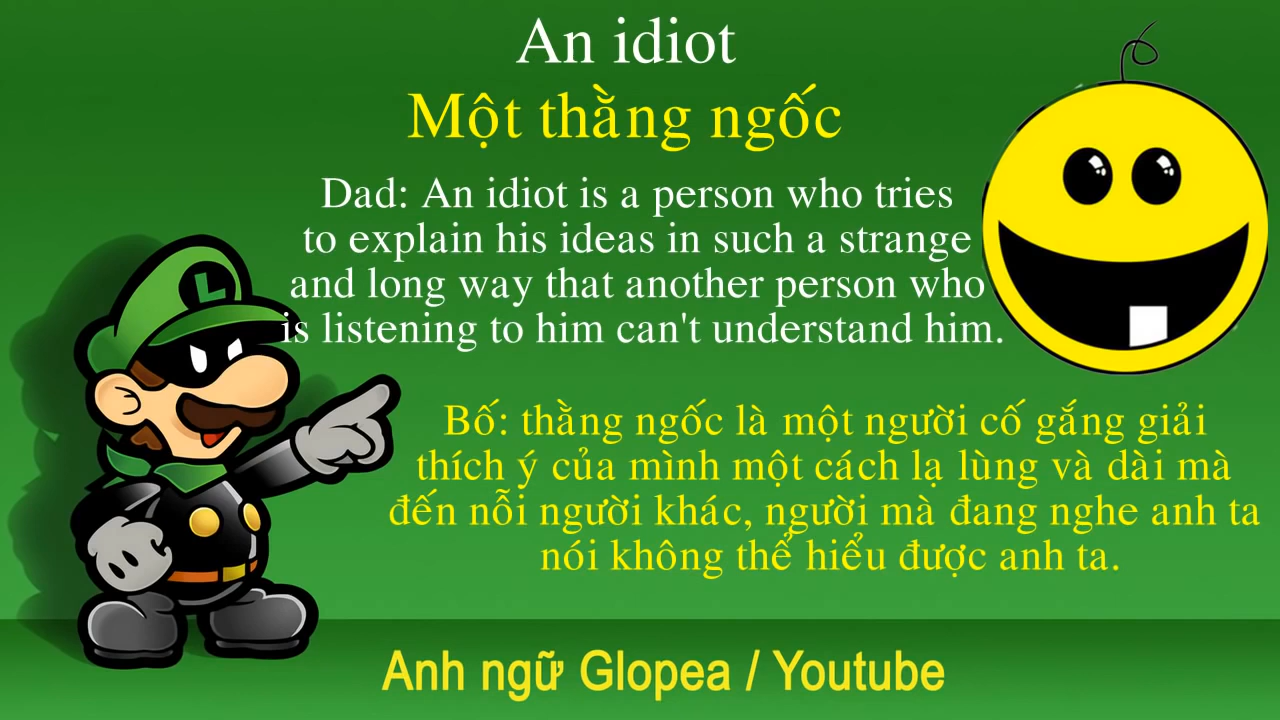 An idiot
Một thằng ngốc
Dad: An idiot is a person who tries
to explain his ideas in such a strange
and long way that another person who
is listening to him can't understand him.
L
Bố: thằng ngốc là một người cố gắng giải
thích ý của mình một cách lạ lùng và dài mà
đến nỗi người khác, người mà đang nghe anh ta
nói không thể hiểu được anh ta.
Anh ngữ Glopea / Youtube